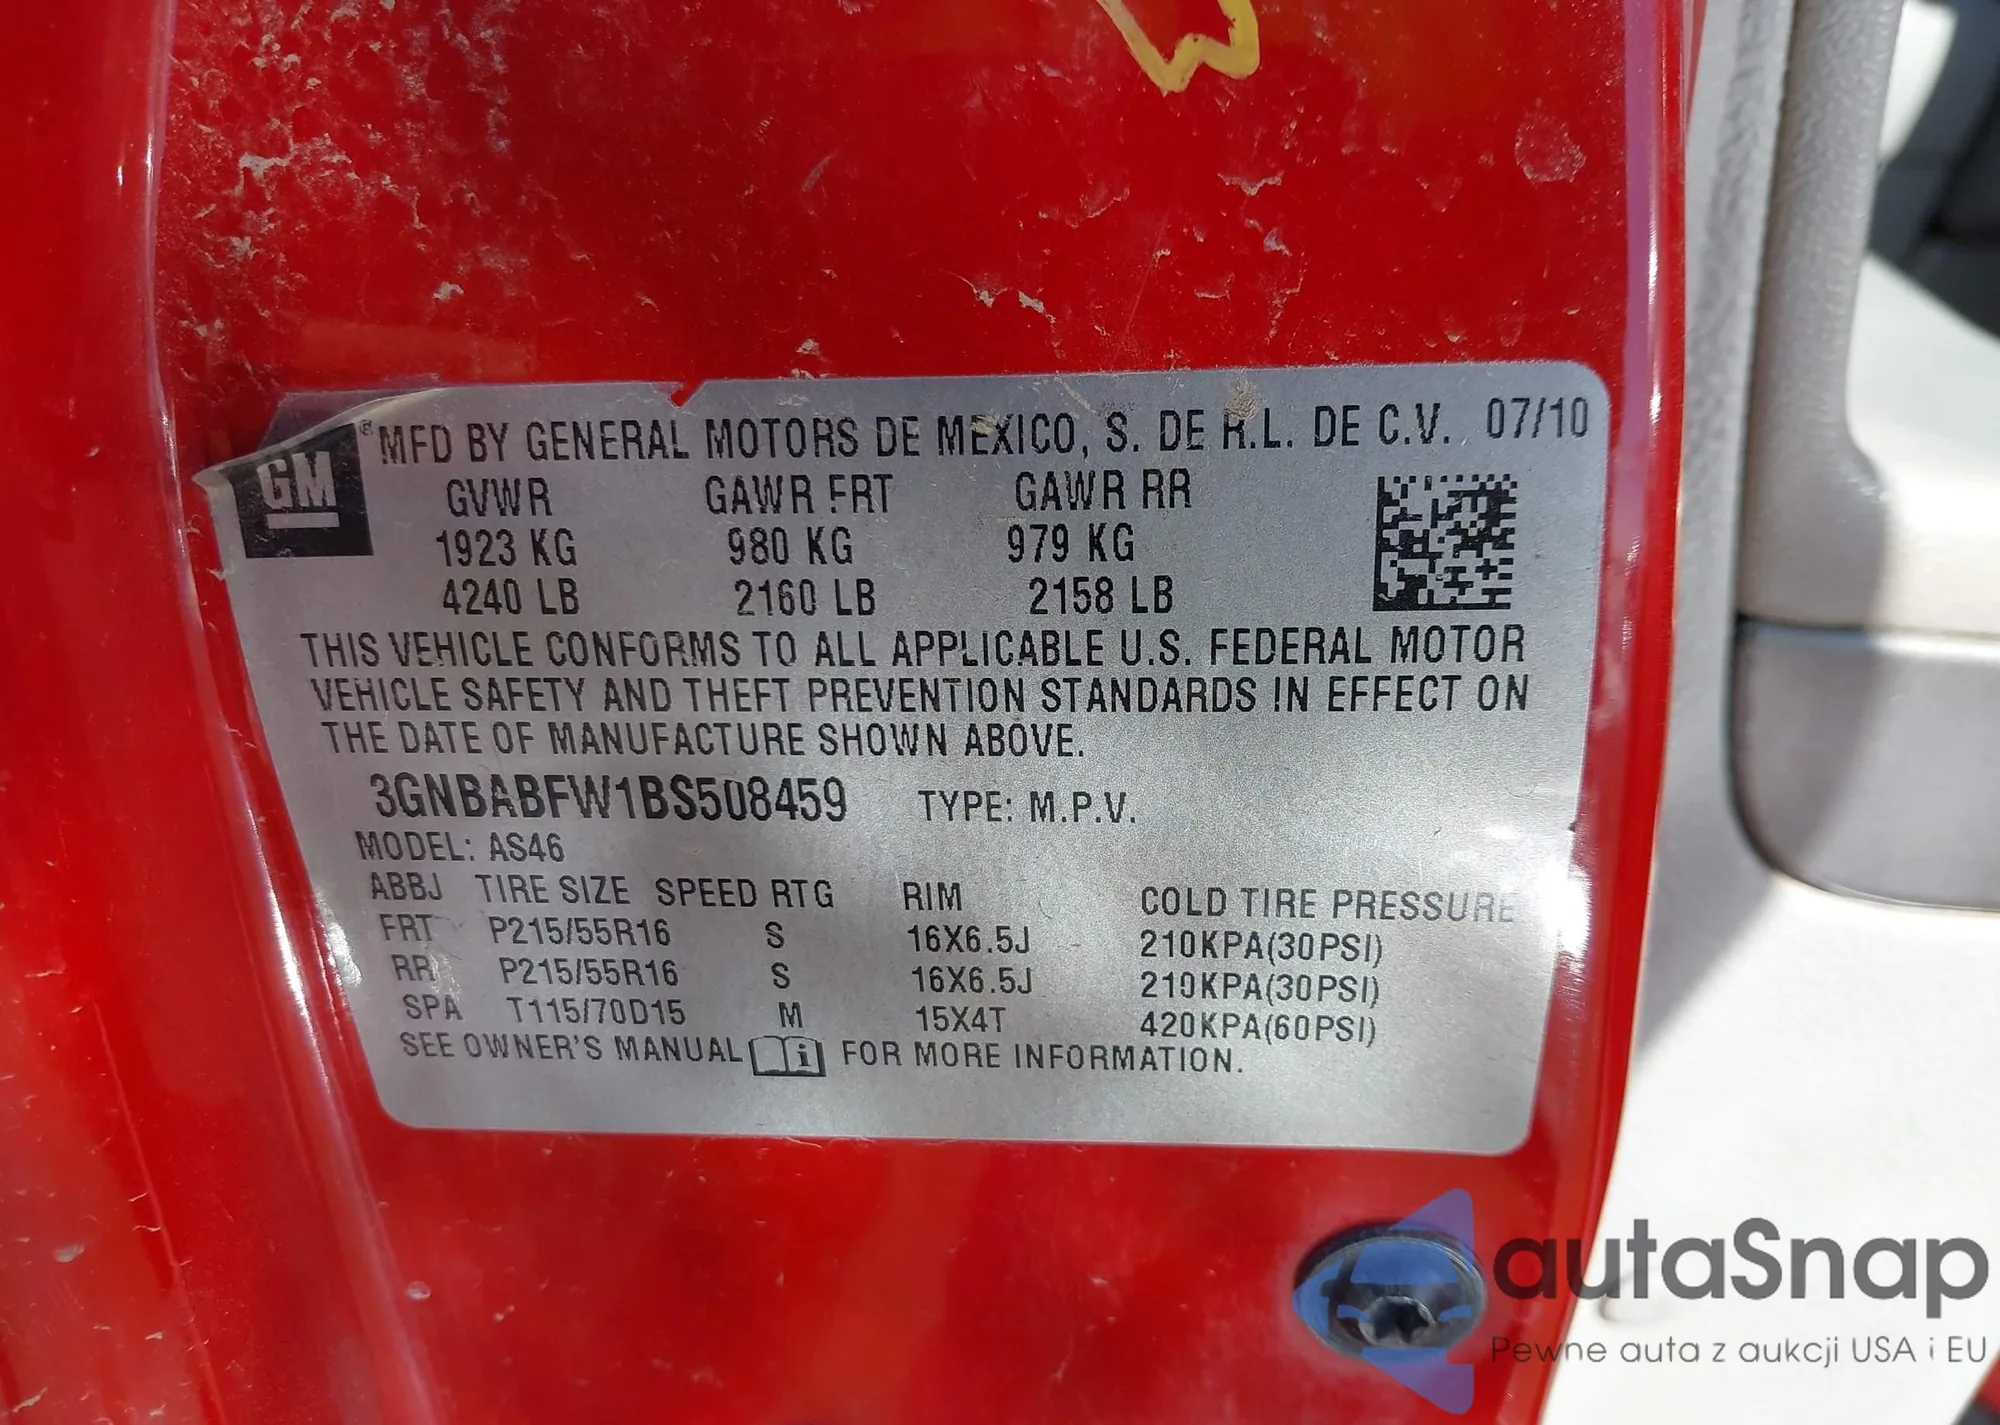 GM ® MFD BY GENERAL MOTORS DE MEXICO, S. DE R.L. DE C.V. 07/10
GVWR GAWR FRT GAWR RR
1923 KG 980 KG 979 KG
4240 LB 2160 LB 2158 LB
THIS VEHICLE CONFORMS TO ALL APPLICABLE U.S. FEDERAL MOTOR
VEHICLE SAFETY AND THEFT PREVENTION STANDARDS IN EFFECT ON
THE DATE OF MANUFACTURE SHOWN ABOVE.
3GNBABFW1BS508459 TYPE: M.P.V.
MODEL: AS46
ABBJ TIRE SIZE SPEED RTG RIM COLD TIRE PRESSURE
FRT P215/55R16 S 16X6.5J 210KPA(30PSI)
RR P215/55R16 S 16X6.5J 210KPA(30PSI)
SPA T115/70D15 M 15X4T 420KPA(60PSI)
SEE OWNER'S MANUAL i FOR MORE INFORMATION.
autaSnap
Pewne auta z aukcji USA i EU